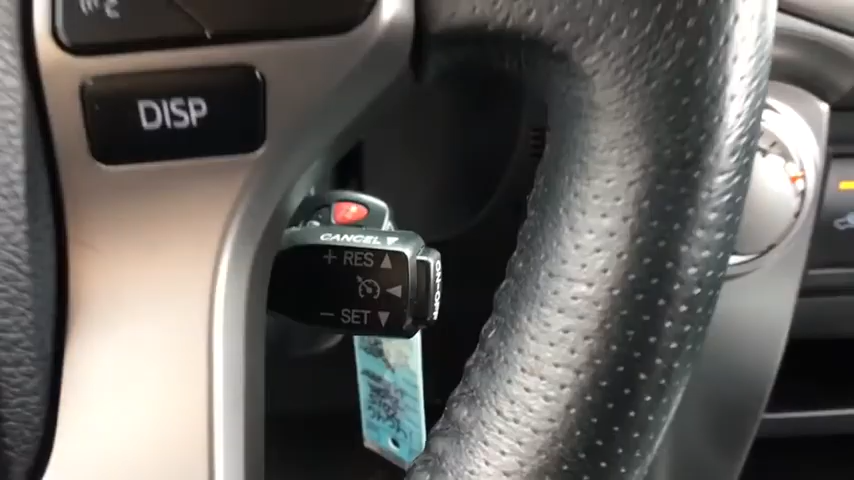 DISP
CANCEL ▼
+ RES ▲
◄
ON-OFF
− SET ▼